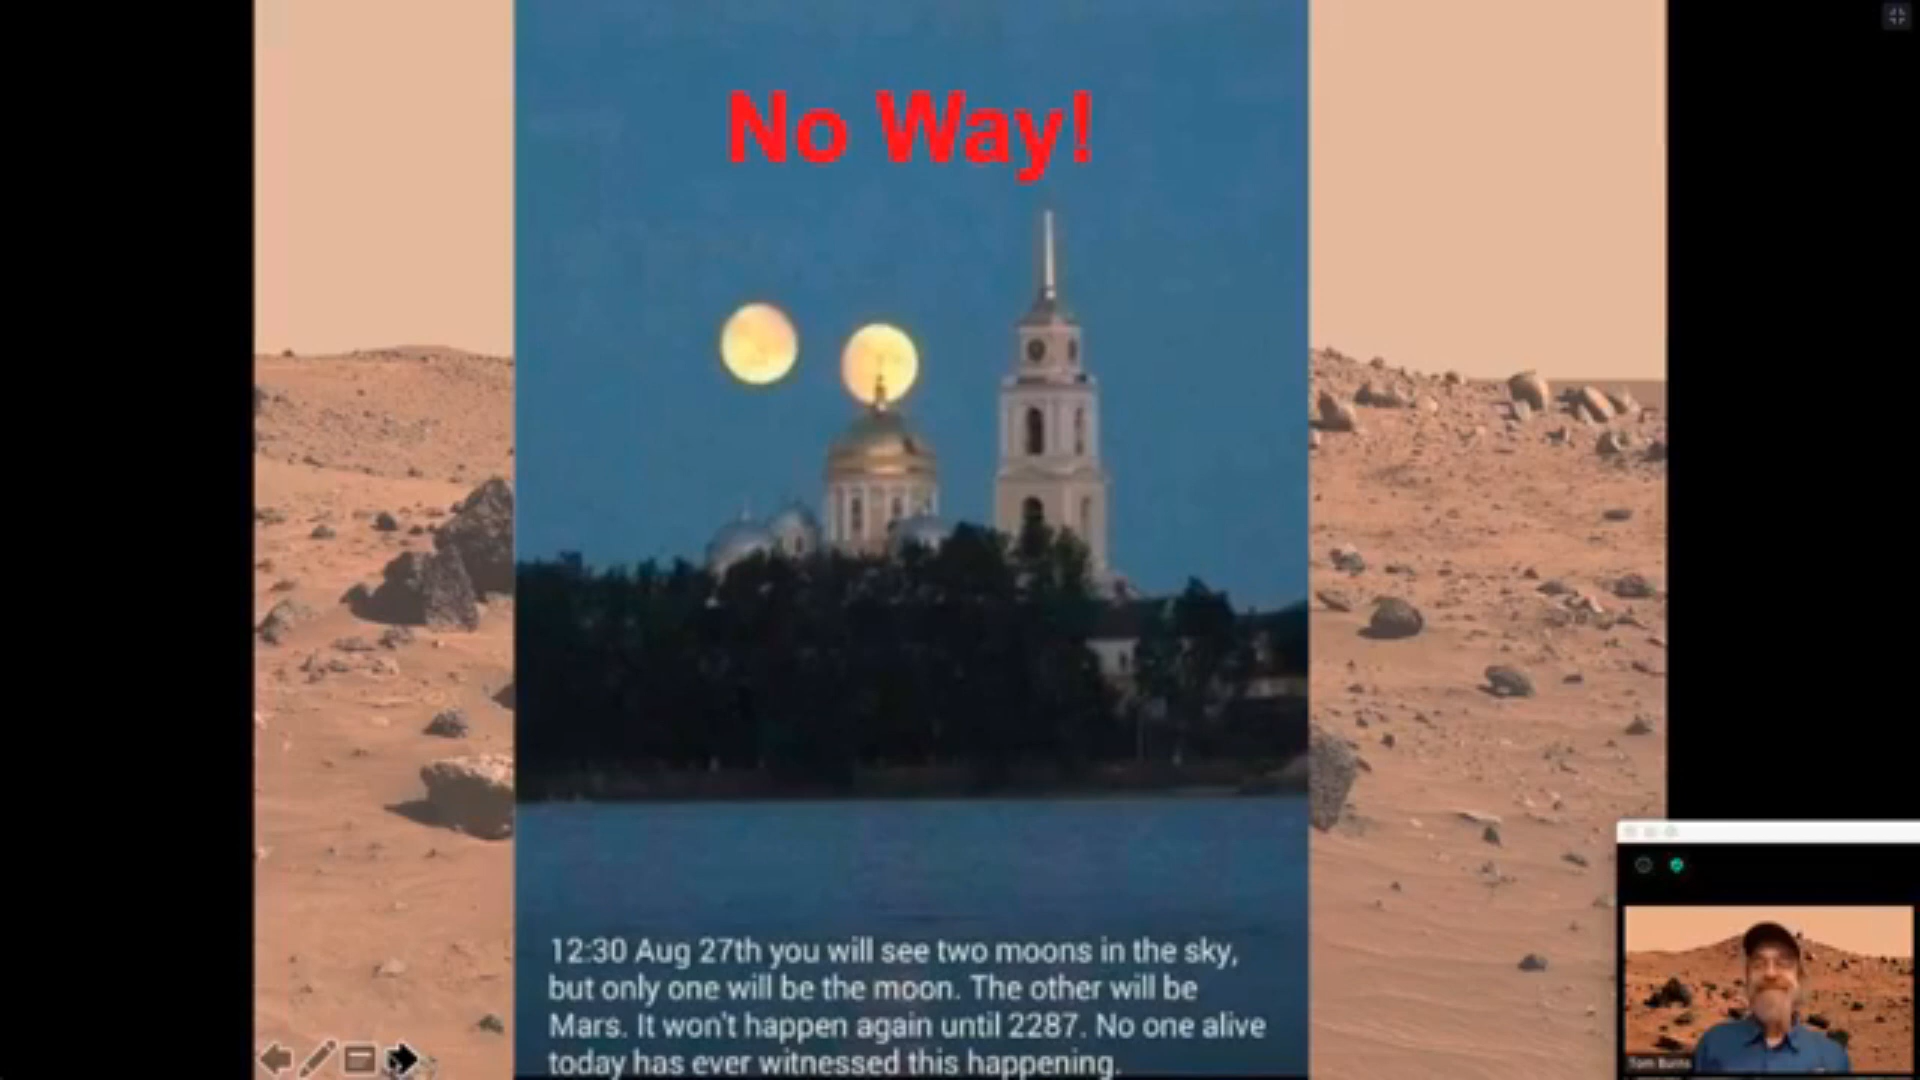 No Way!
12:30 Aug 27th you will see two moons in the sky,
but only one will be the moon. The other will be
Mars. It won't happen again until 2287. No one alive
today has ever witnessed this happening.
Tom Burns